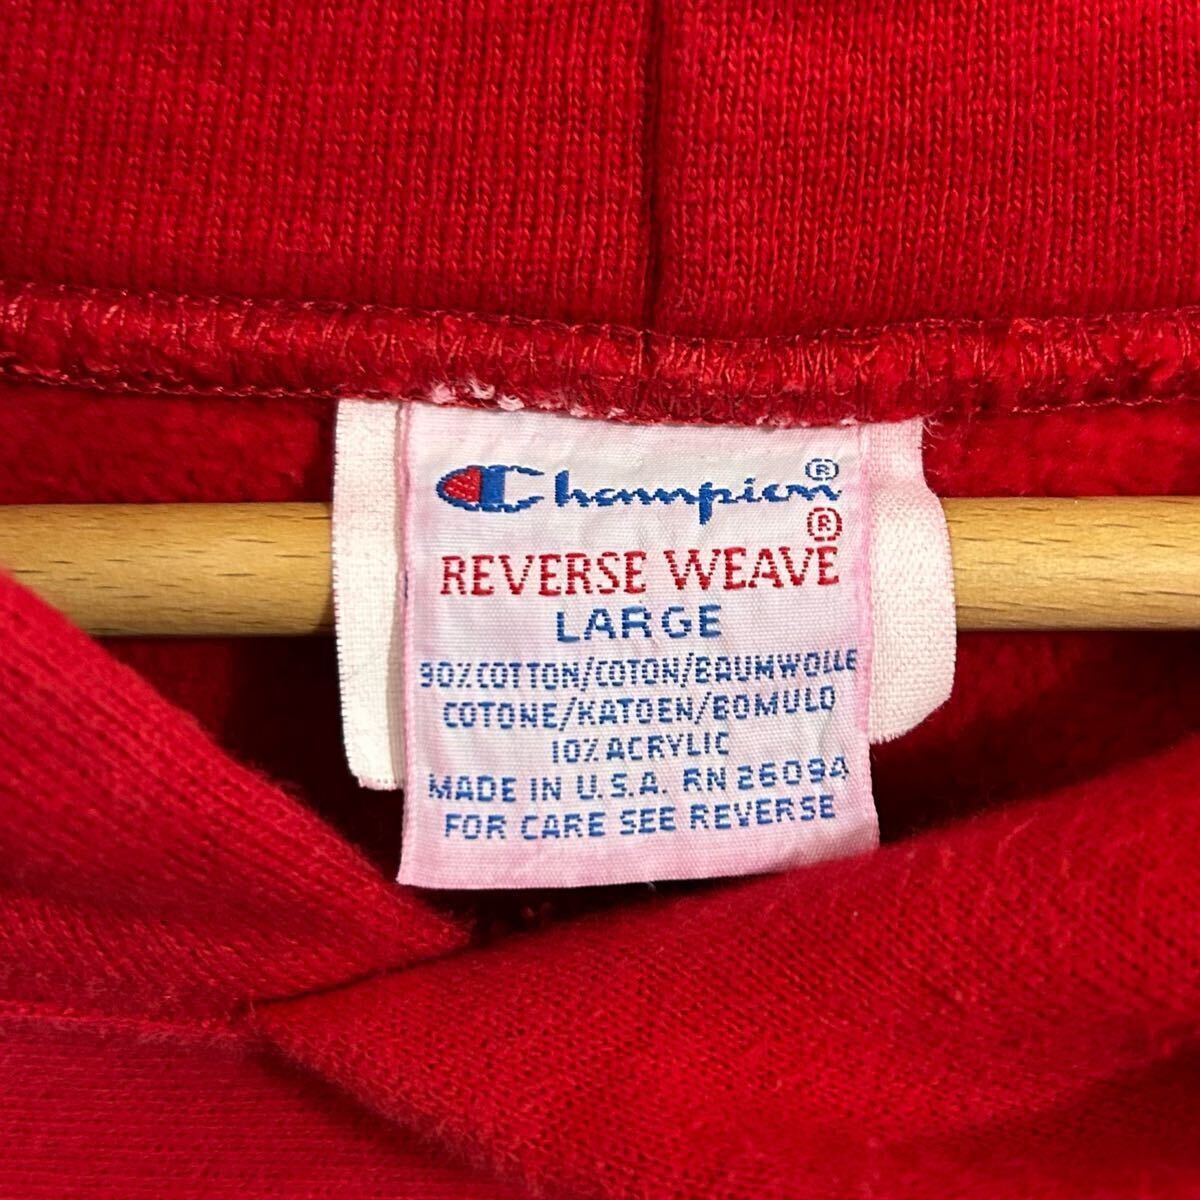 Champion®
REVERSE WEAVE®
LARGE
90% COTTON/COTON/BAUMWOLLE
COTONE/KATOEN/BOMULD
10% ACRYLIC
MADE IN U.S.A. RN 26094
FOR CARE SEE REVERSE